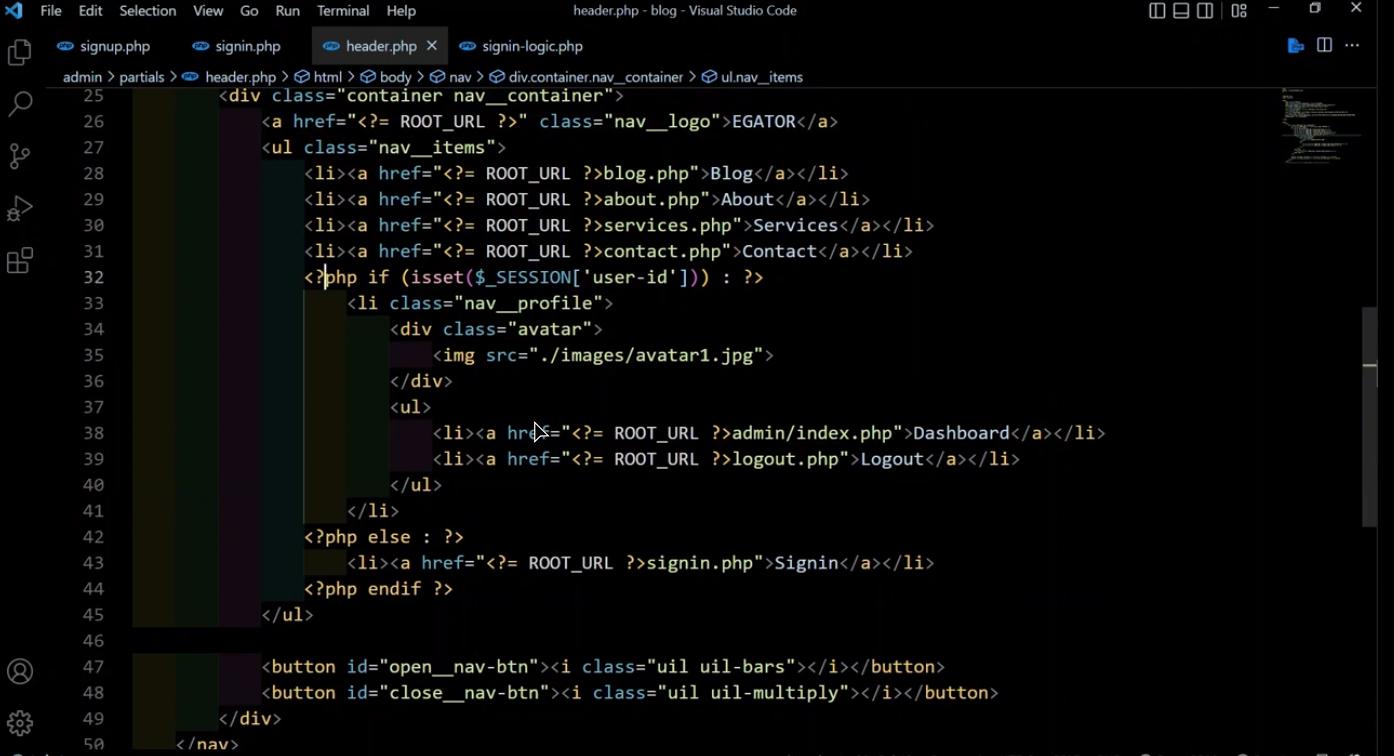 File Edit Selection View Go Run Terminal Help header.php - blog - Visual Studio Code
signup.php signin.php header.php signin-logic.php
admin > partials > header.php > html > body > nav > div.container.nav__container > ul.nav__items
25 <div class="container nav__container">
26 <a href="<?= ROOT_URL ?>" class="nav__logo">EGATOR</a>
27 <ul class="nav__items">
28 <li><a href="<?= ROOT_URL ?>blog.php">Blog</a></li>
29 <li><a href="<?= ROOT_URL ?>about.php">About</a></li>
30 <li><a href="<?= ROOT_URL ?>services.php">Services</a></li>
31 <li><a href="<?= ROOT_URL ?>contact.php">Contact</a></li>
32 <?php if (isset($_SESSION['user-id'])) : ?>
33 <li class="nav__profile">
34 <div class="avatar">
35 <img src="./images/avatar1.jpg">
36 </div>
37 <ul>
38 <li><a href="<?= ROOT_URL ?>admin/index.php">Dashboard</a></li>
39 <li><a href="<?= ROOT_URL ?>logout.php">Logout</a></li>
40 </ul>
41 </li>
42 <?php else : ?>
43 <li><a href="<?= ROOT_URL ?>signin.php">Signin</a></li>
44 <?php endif ?>
45 </ul>
46
47 <button id="open__nav-btn"><i class="uil uil-bars"></i></button>
48 <button id="close__nav-btn"><i class="uil uil-multiply"></i></button>
49 </div>
50 </nav>